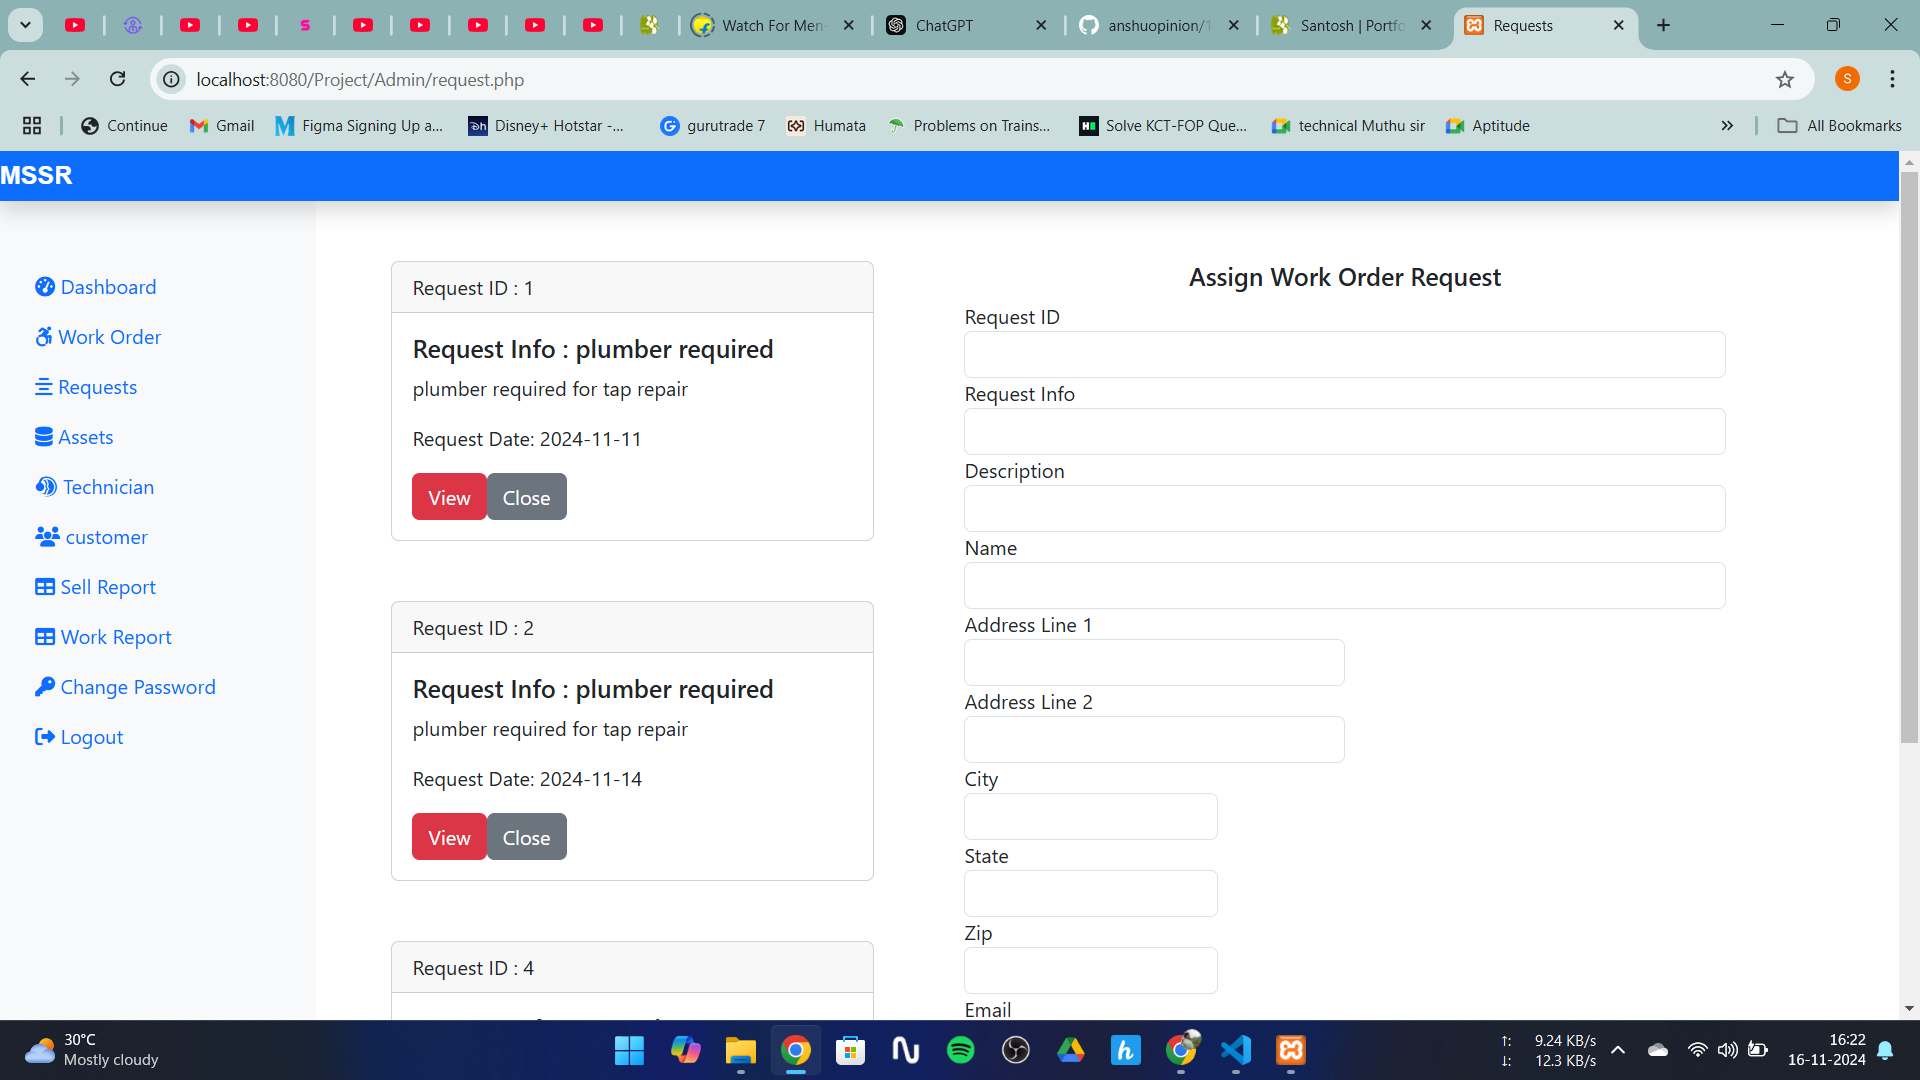 Watch For Men
ChatGPT
anshuopinion/1
Santosh | Portfo
Requests
localhost:8080/Project/Admin/request.php
S
Continue
Gmail
Figma Signing Up a...
Disney+ Hotstar -...
gurutrade 7
Humata
Problems on Trains...
Solve KCT-FOP Que...
technical Muthu sir
Aptitude
All Bookmarks
MSSR
Dashboard
Work Order
Requests
Assets
Technician
customer
Sell Report
Work Report
Change Password
Logout
Request ID : 1
Request Info : plumber required
plumber required for tap repair
Request Date: 2024-11-11
View
Close
Request ID : 2
Request Info : plumber required
plumber required for tap repair
Request Date: 2024-11-14
View
Close
Request ID : 4
Assign Work Order Request
Request ID
Request Info
Description
Name
Address Line 1
Address Line 2
City
State
Zip
Email
30°C
Mostly cloudy
9.24 KB/s
12.3 KB/s
16:22
16-11-2024